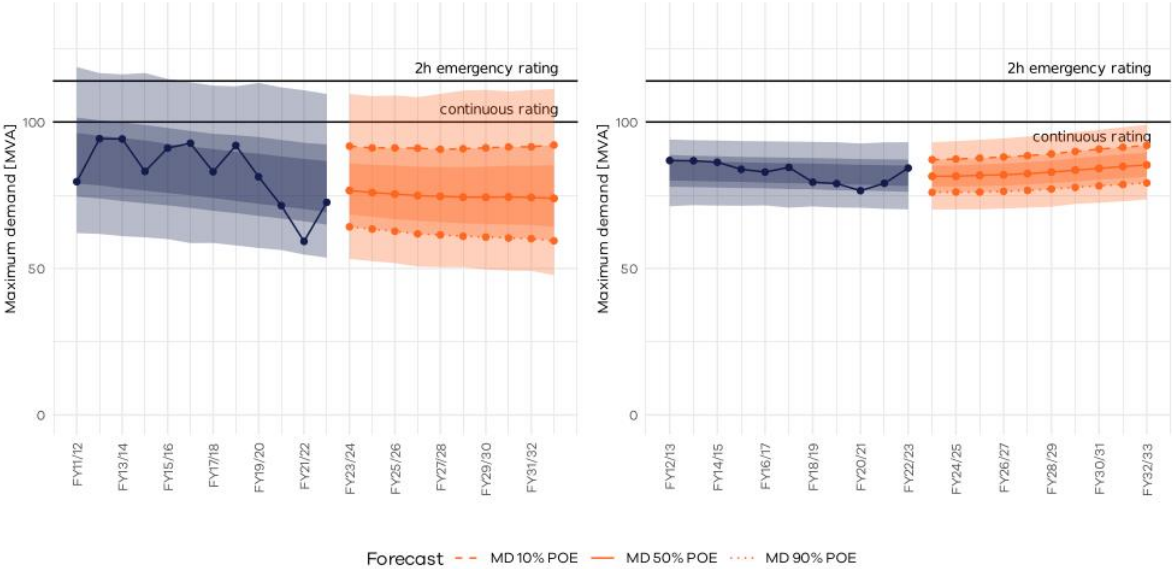 2h emergency rating
continuous rating
Maximum demand [MVA]
100
50
0
FY11/12
FY13/14
FY15/16
FY17/18
FY19/20
FY21/22
FY23/24
FY25/26
FY27/28
FY29/30
FY31/32
2h emergency rating
continuous rating
Maximum demand [MVA]
100
50
0
FY12/13
FY14/15
FY16/17
FY18/19
FY20/21
FY22/23
FY24/25
FY26/27
FY28/29
FY30/31
FY32/33
Forecast MD 10% POE MD 50% POE MD 90% POE